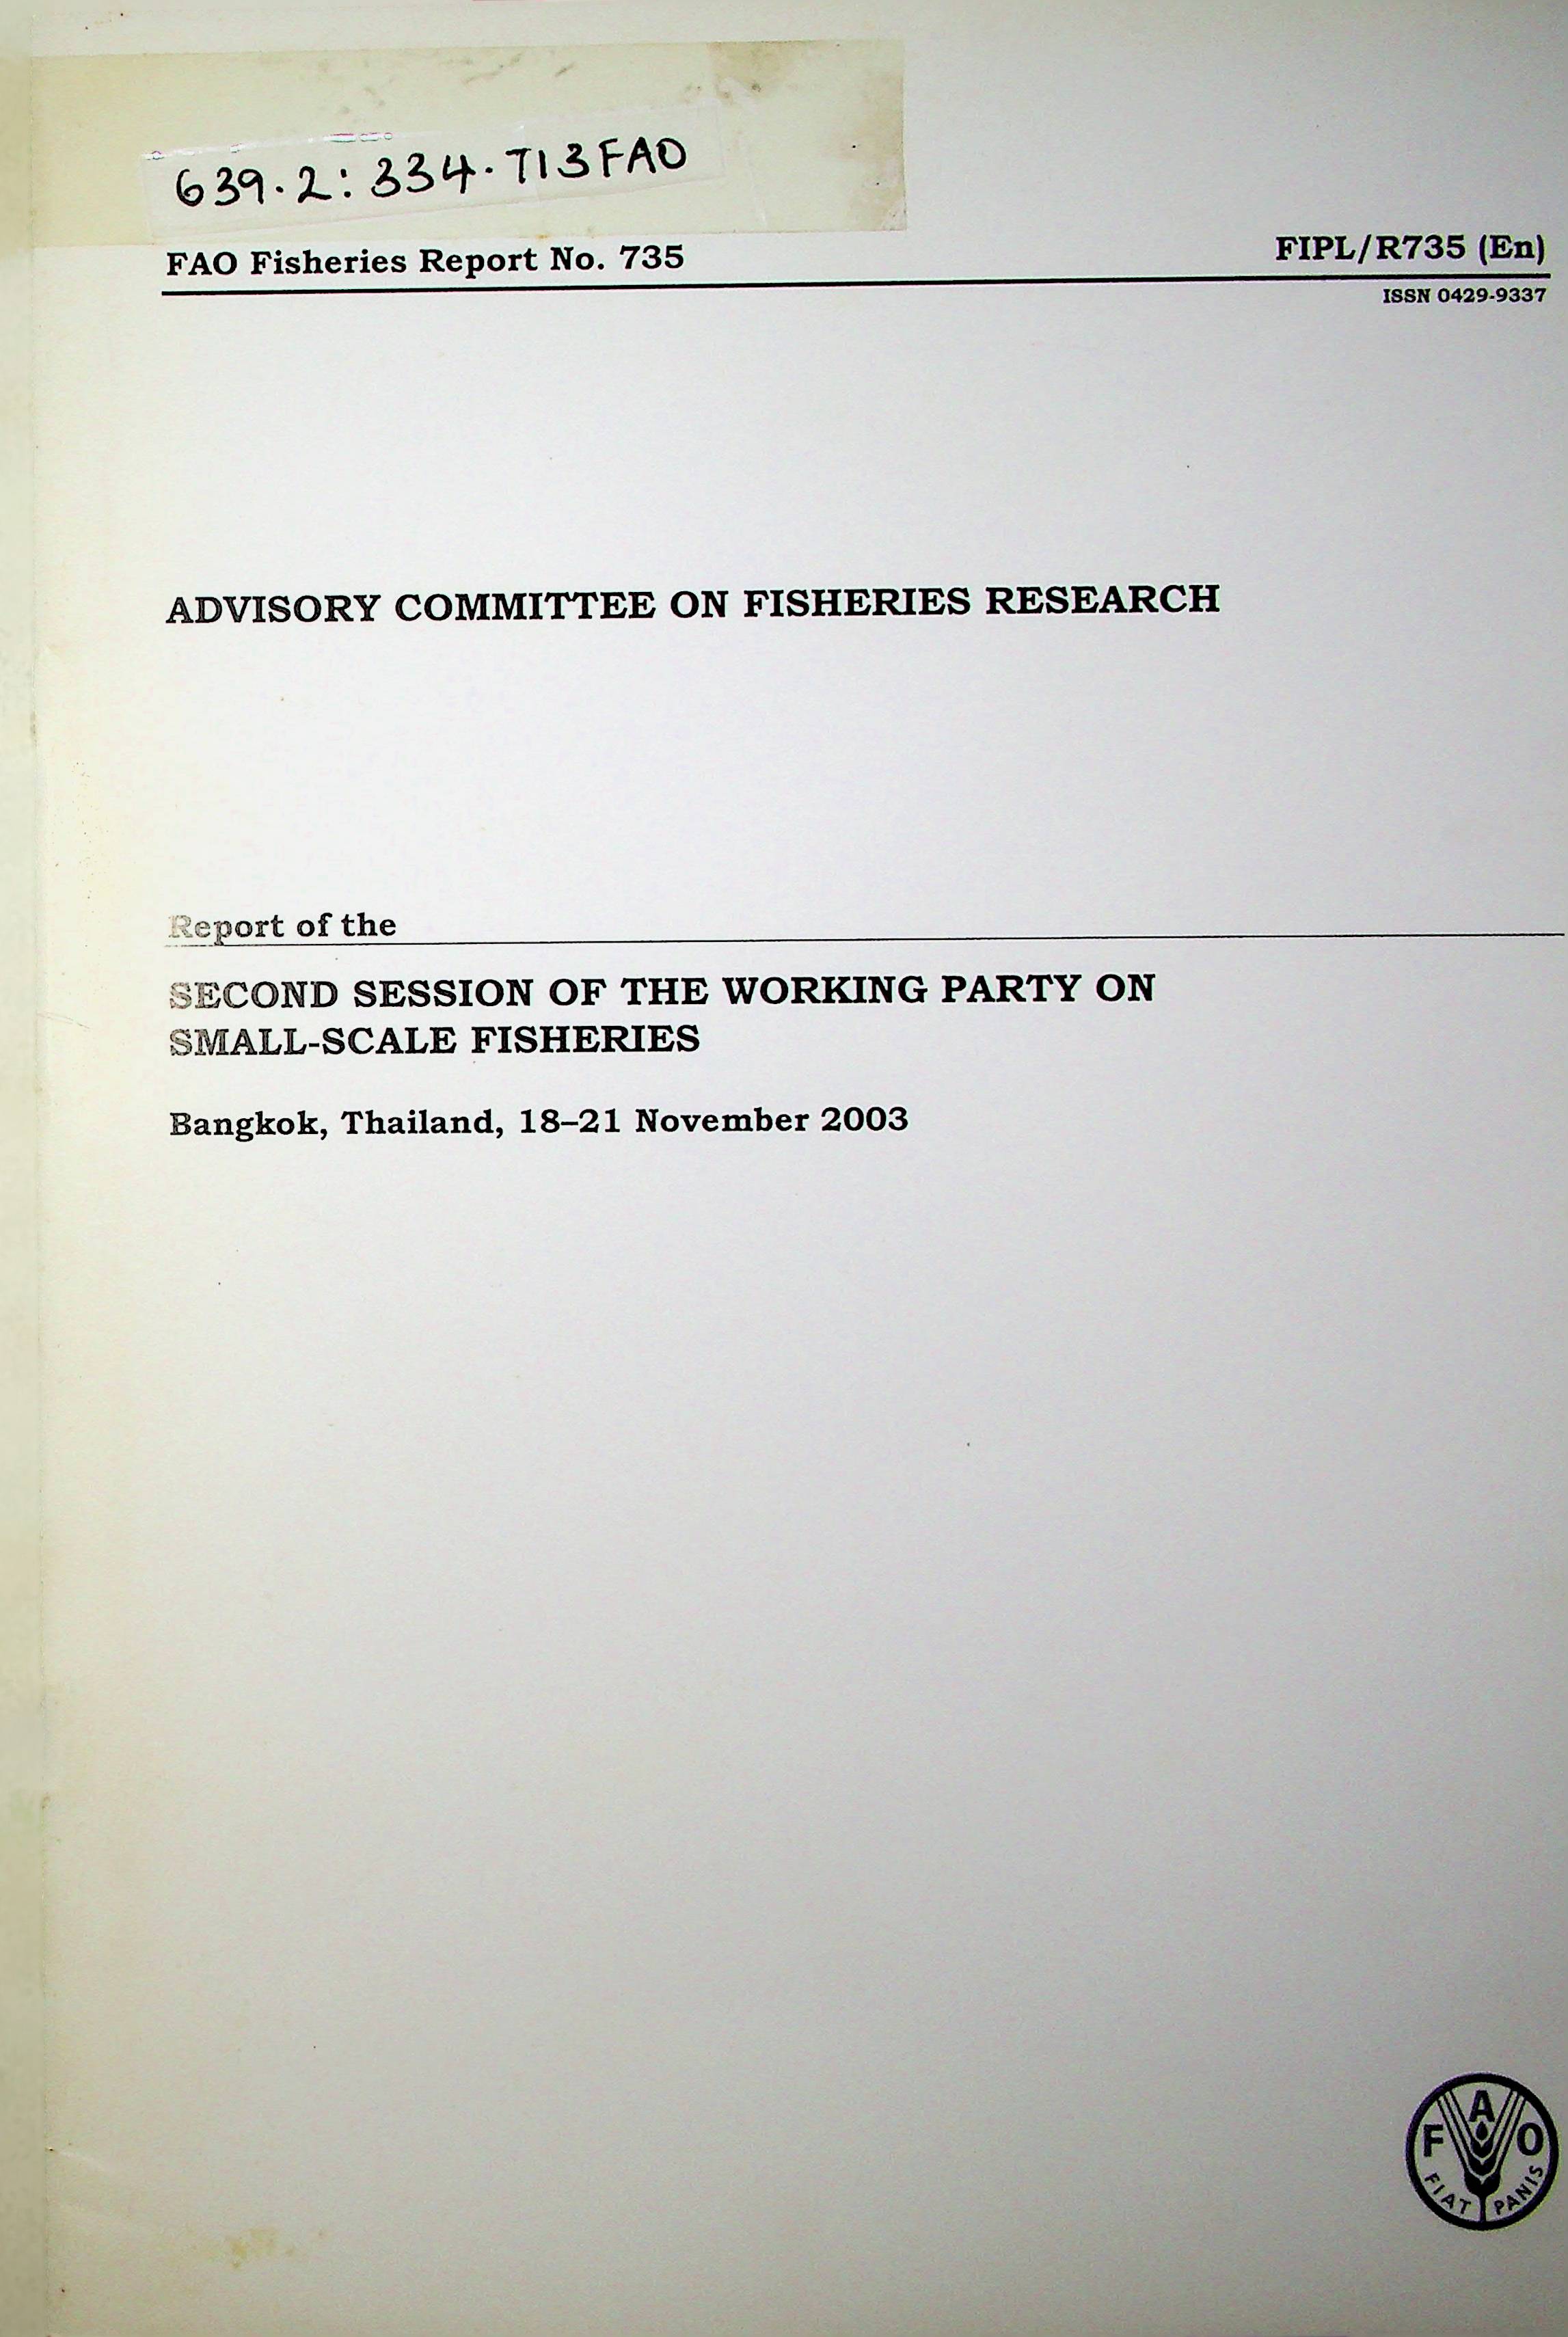 639.2:334.T13FAO
FAO Fisheries Report No. 735
FIPL/R735 (En)
ISSN 0429-9337
ADVISORY COMMITTEE ON FISHERIES RESEARCH
Report of the
SECOND SESSION OF THE WORKING PARTY ON
SMALL-SCALE FISHERIES
Bangkok, Thailand, 18–21 November 2003
F A O
FIAT PANIS